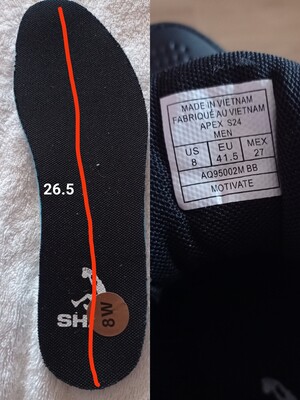 26.5
SH
8W
MADE IN VIETNAM
FABRIQUÉ AU VIETNAM
APEX S24
MEN
US EU MEX
8 41.5 27
AQ95002M BB
MOTIVATE